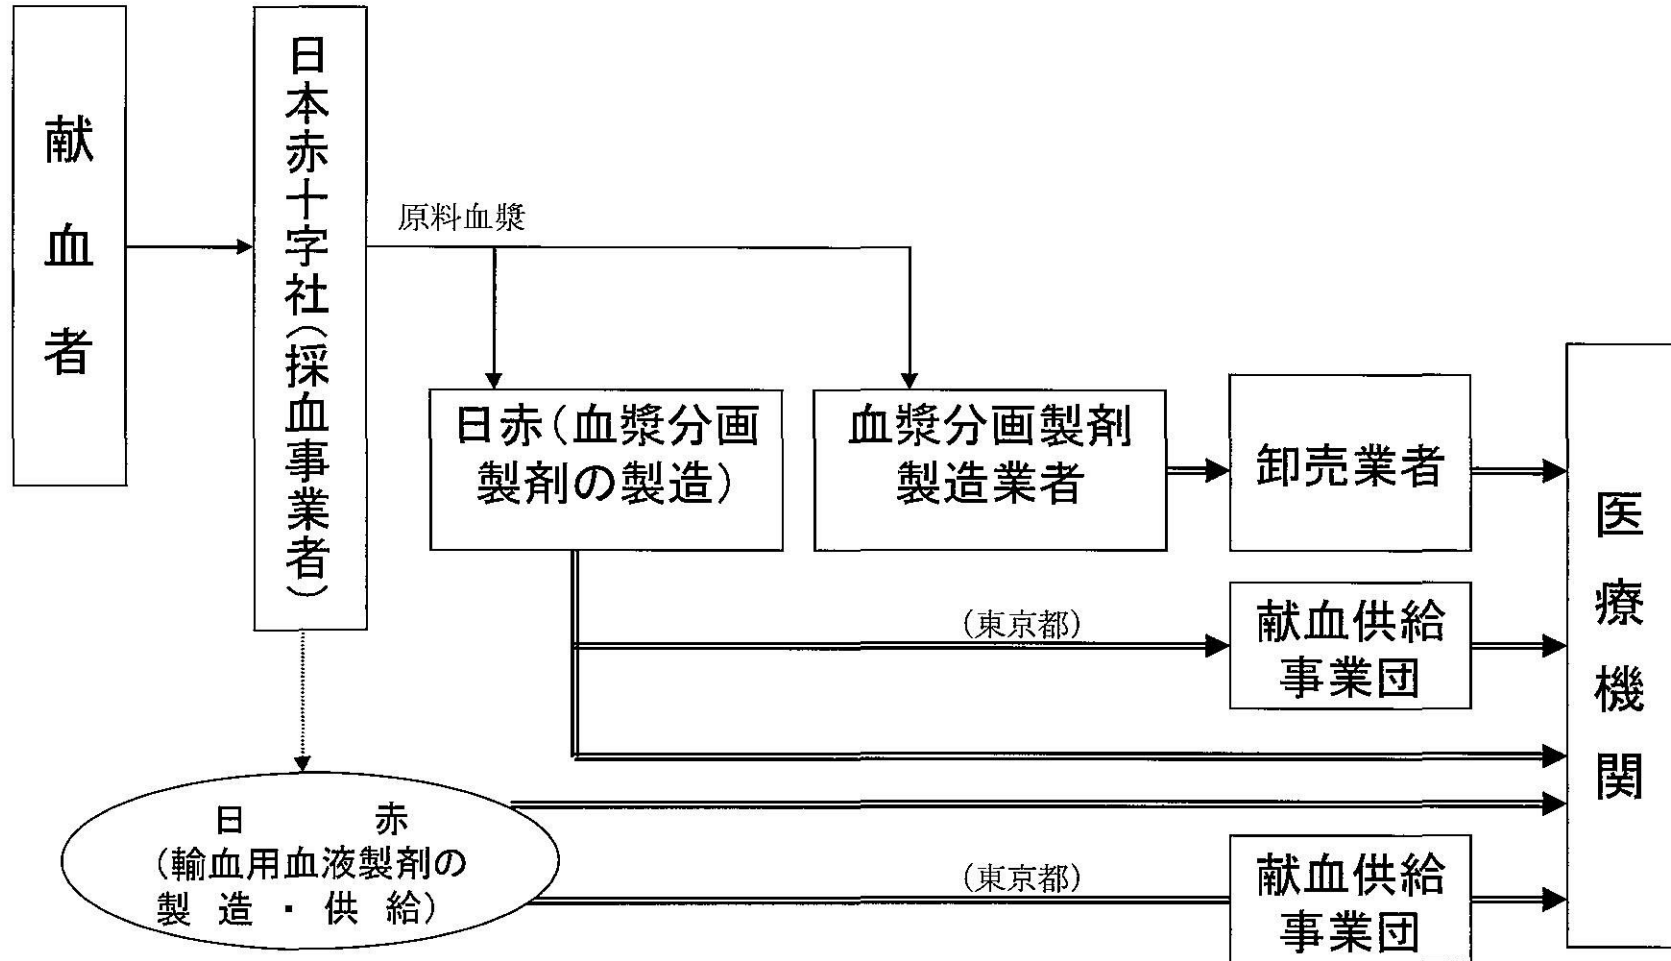 献血者
日本赤十字社(採血事業者)
原料血漿
日赤(血漿分画
製剤の製造)
血漿分画製剤
製造業者
卸売業者
(東京都)
献血供給
事業団
医療機関
日 赤
(輸血用血液製剤の
製造・供給)
(東京都)
献血供給
事業団